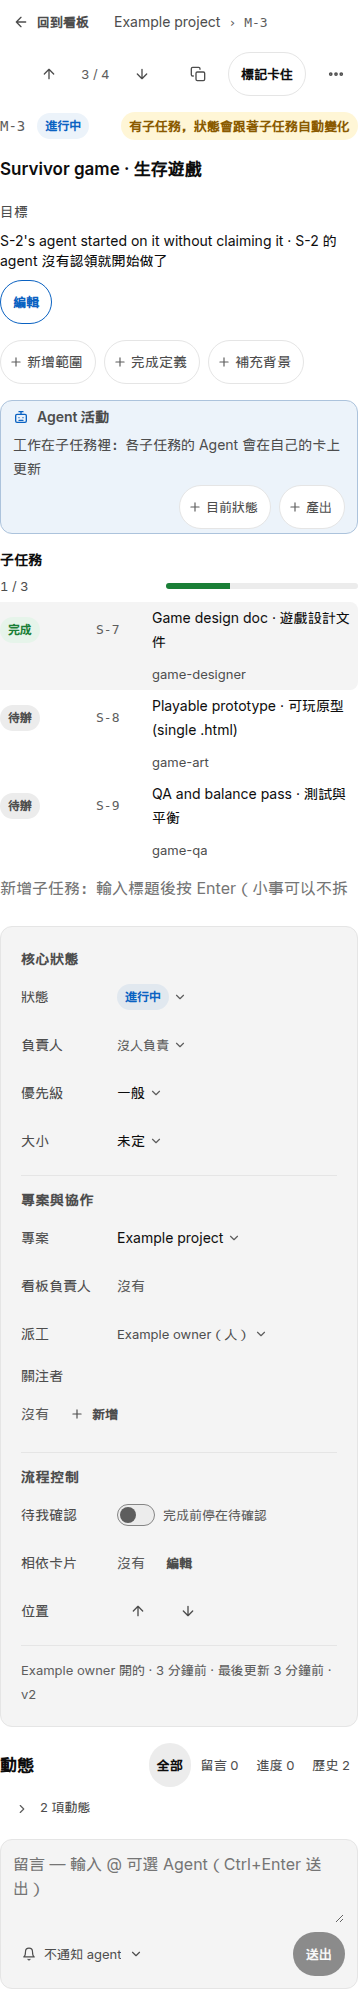 回到看板 Example project › M-3
3 / 4 標記卡住
M-3 進行中 有子任務，狀態會跟著子任務自動變化
Survivor game · 生存遊戲
目標
S-2's agent started on it without claiming it · S-2 的
agent 沒有認領就開始做了
編輯
新增範圍 完成定義 補充背景
Agent 活動
工作在子任務裡：各子任務的 Agent 會在自己的卡上
更新
目前狀態 產出
子任務
1 / 3
完成 S-7 Game design doc · 遊戲設計文
件
game-designer
待辦 S-8 Playable prototype · 可玩原型
(single .html)
game-art
待辦 S-9 QA and balance pass · 測試與
平衡
game-qa
新增子任務：輸入標題後按 Enter（小事可以不拆
核心狀態
狀態 進行中
負責人 沒人負責
優先級 一般
大小 未定
專案與協作
專案 Example project
看板負責人 沒有
派工 Example owner（人）
關注者
沒有 新增
流程控制
待我確認 完成前停在待確認
相依卡片 沒有 編輯
位置
Example owner 開的 · 3 分鐘前 · 最後更新 3 分鐘前 ·
v2
動態 全部 留言 0 進度 0 歷史 2
2 項動態
留言 — 輸入 @ 可選 Agent（Ctrl+Enter 送
出）
不通知 agent 送出